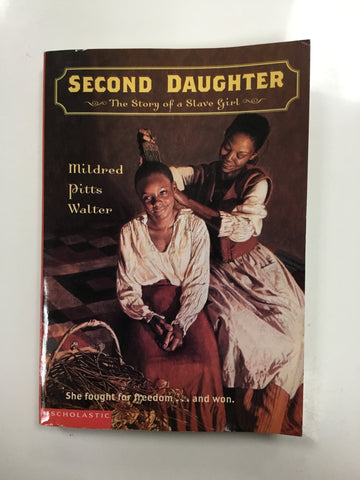 SECOND DAUGHTER
The Story of a Slave Girl
Mildred
Pitts
Walter
She fought for freedom . . . and won.
SCHOLASTIC